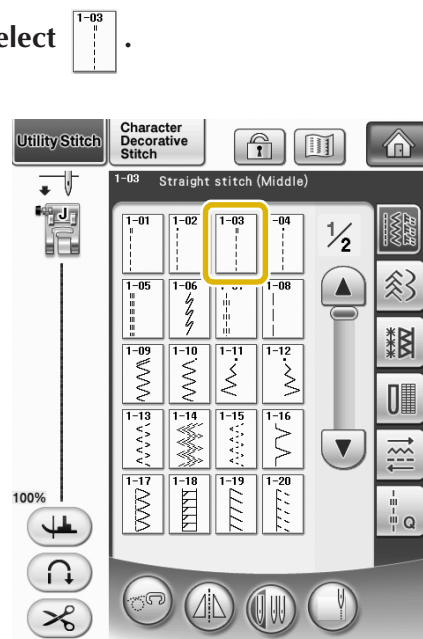 elect 1-03 .
Utility Stitch
Character
Decorative
Stitch
1-03 Straight stitch (Middle)
J
1-01 1-02 1-03 -04
1/2
1-05 1-06 1-08
1-09 1-10 1-11 1-12
1-13 1-14 1-15 1-16
1-17 1-18 1-19 1-20
100%
Q